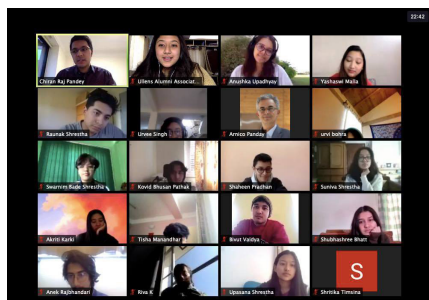 22:42
Chiran Raj Pandey
Ullens Alumni Associat...
Anushka Upadhyay
Yashaswi Malla
Raunak Shrestha
Urvee Singh
Arnico Panday
urvi bohra
Swarnim Bade Shrestha
Kovid Bhusan Pathak
Shaheen Pradhan
Suniva Shrestha
Akriti Karki
Tisha Manandhar
Bivut Vaidya
Shubhashree Bhatt
Anek Rajbhandari
Riva K
Upasana Shrestha
S
Shritika Timsina